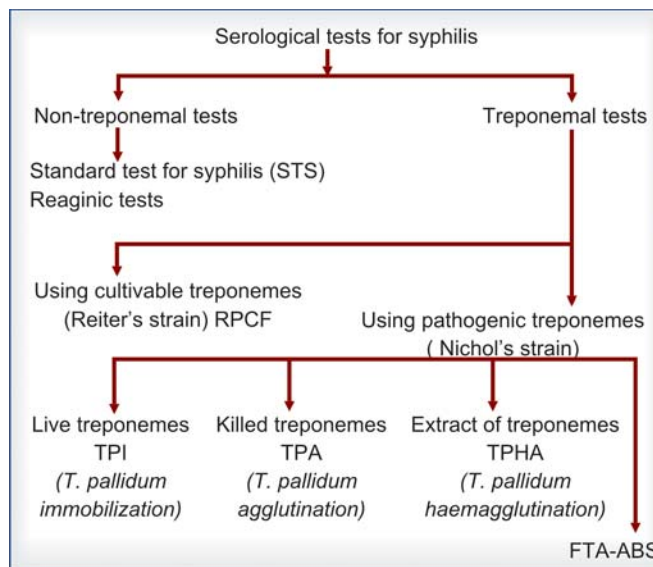 Serological tests for syphilis
Non-treponemal tests
Treponemal tests
Standard test for syphilis (STS)
Reaginic tests
Using cultivable treponemes
(Reiter's strain) RPCF
Using pathogenic treponemes
( Nichol's strain)
Live treponemes
TPI
(T. pallidum
immobilization)
Killed treponemes
TPA
(T. pallidum
agglutination)
Extract of treponemes
TPHA
(T. pallidum
haemagglutination)
FTA-ABS